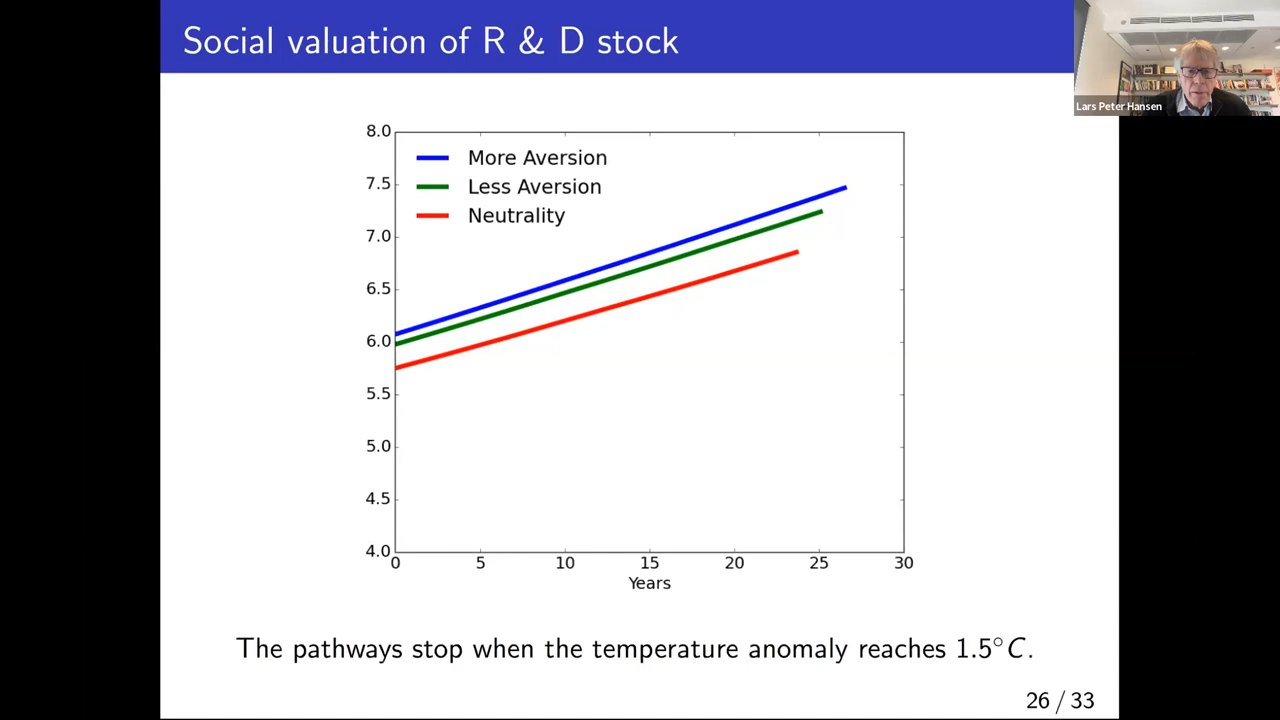 Social valuation of R & D stock
Lars Peter Hansen
8.0
7.5
7.0
6.5
6.0
5.5
5.0
4.5
4.0
More Aversion
Less Aversion
Neutrality
0 5 10 15 20 25 30
Years
The pathways stop when the temperature anomaly reaches 1.5°C.
26 / 33